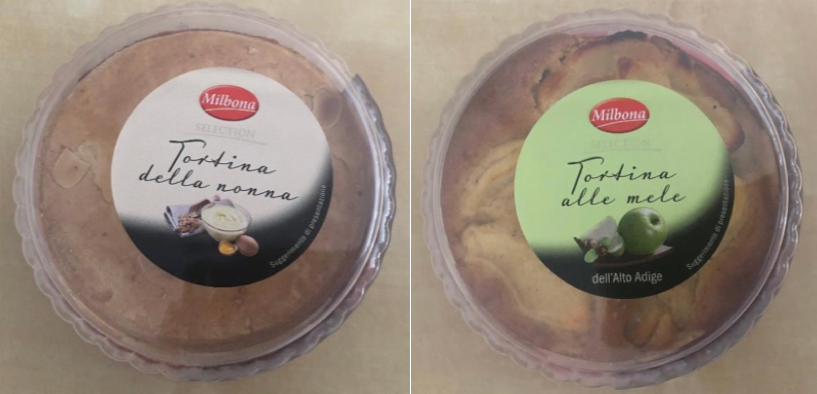 Milbona
SELECTION
Tortina
della nonna
Suggerimento di presentazione
Milbona
SELECTION
Tortina
alle mele
dell'Alto Adige
Suggerimento di presentazione